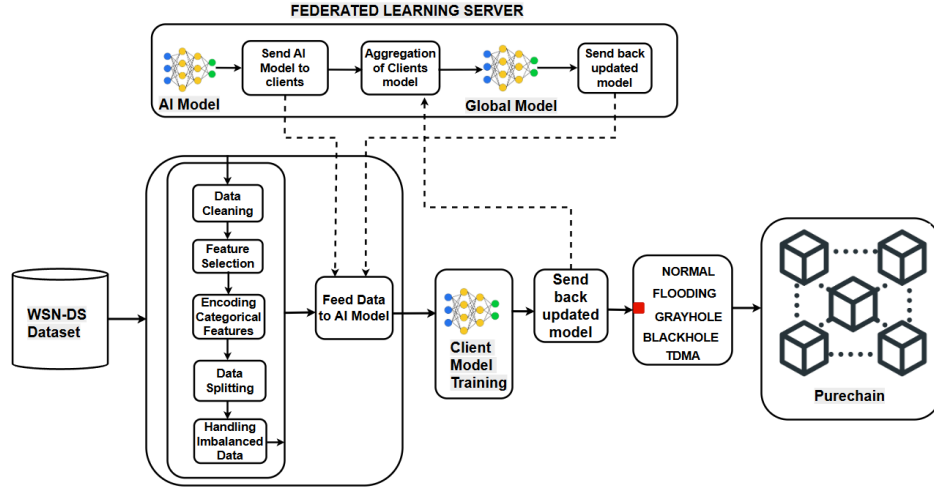 FEDERATED LEARNING SERVER
AI Model
Send AI
Model to
clients
Aggregation
of Clients
model
Global Model
Send back
updated
model
WSN-DS
Dataset
Data
Cleaning
Feature
Selection
Encoding
Categorical
Features
Data
Splitting
Handling
Imbalanced
Data
Feed Data
to AI Model
Client
Model
Training
Send
back
updated
model
NORMAL
FLOODING
GRAYHOLE
BLACKHOLE
TDMA
Purechain